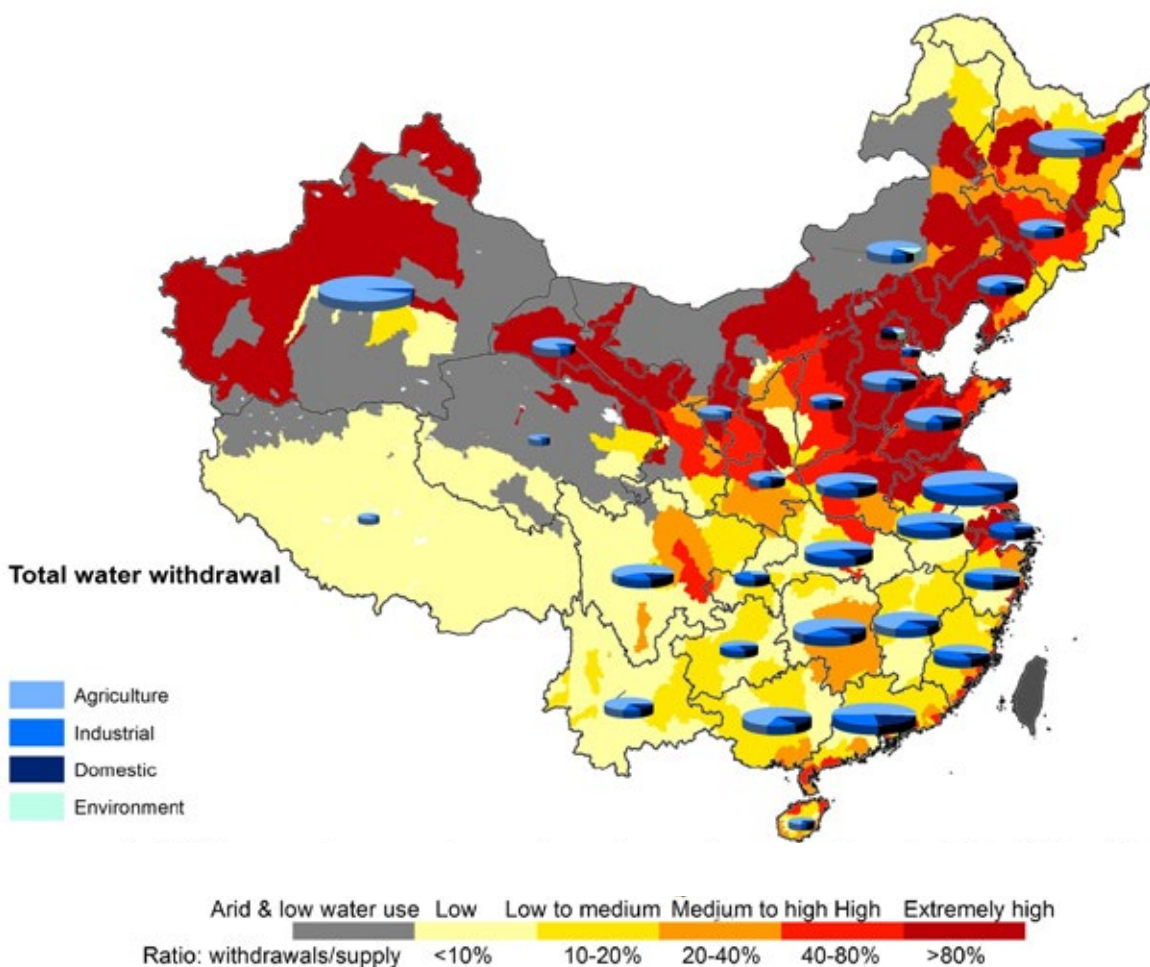 Total water withdrawal
Agriculture
Industrial
Domestic
Environment
Arid & low water use Low Low to medium Medium to high High Extremely high
Ratio: withdrawals/supply <10% 10-20% 20-40% 40-80% >80%